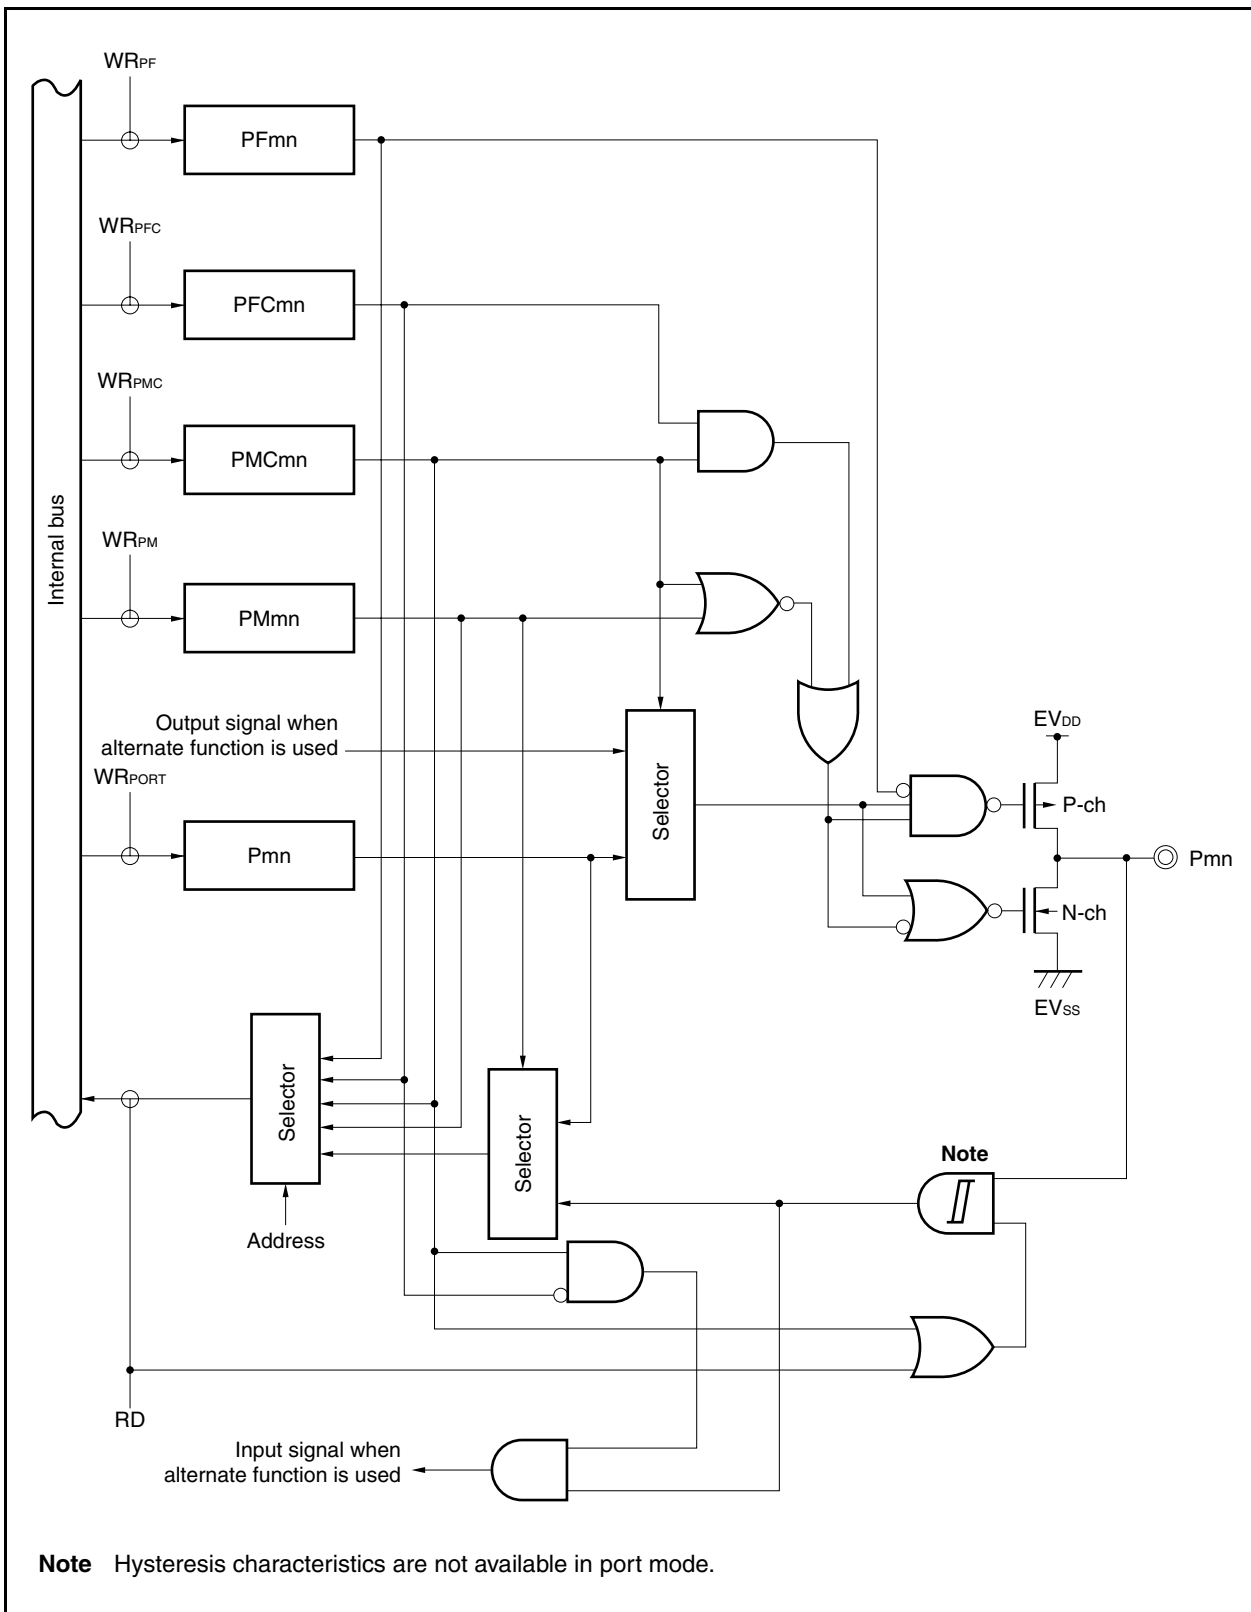 WRPF
PFmn
WRPFC
PFCmn
WRPMC
PMCmn
WRPM
PMmn
Internal bus
Output signal when
alternate function is used
WRPORT
Pmn
Selector
EVDD
P-ch
Pmn
N-ch
EVSS
Selector
Selector
Address
Note
RD
Input signal when
alternate function is used
Note Hysteresis characteristics are not available in port mode.